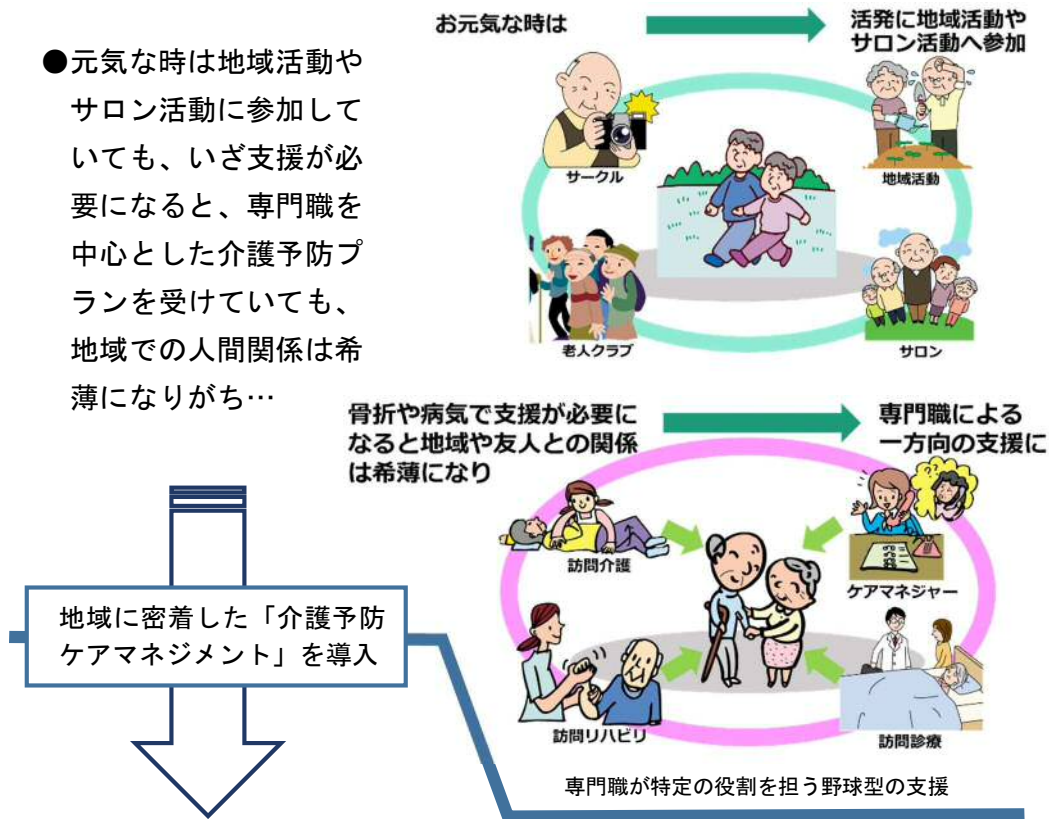 ●元気な時は地域活動や
サロン活動に参加して
いても、いざ支援が必
要になると、専門職を
中心とした介護予防プ
ランを受けていても、
地域での人間関係は希
薄になりがち…
お元気な時は
活発に地域活動や
サロン活動へ参加
サークル
地域活動
老人クラブ
サロン
骨折や病気で支援が必要に
なると地域や友人との関係
は希薄になり
専門職による
一方向の支援に
??
訪問介護
ケアマネジャー
訪問リハビリ
訪問診療
専門職が特定の役割を担う野球型の支援
地域に密着した「介護予防
ケアマネジメント」を導入